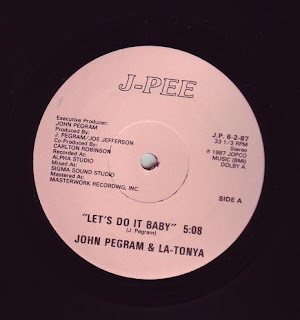 J-PEE
Executive Producer:
JOHN PEGRAM
Produced By:
J. PEGRAM/JOE JEFFERSON
Co-Produced By:
CARLTON ROBINSON
Recorded At:
ALPHA STUDIO
Mixed At:
SIGMA SOUND STUDIO
Mastered At:
MASTERWORK RECORDING, INC.
J.P. 6-2-87
33 1/3 RPM
Stereo
℗ 1987 JOPCO
MUSIC (BMI)
DOLBY A
SIDE A
"LET'S DO IT BABY" 5:08
(J. Pegram)
JOHN PEGRAM & LA-TONYA